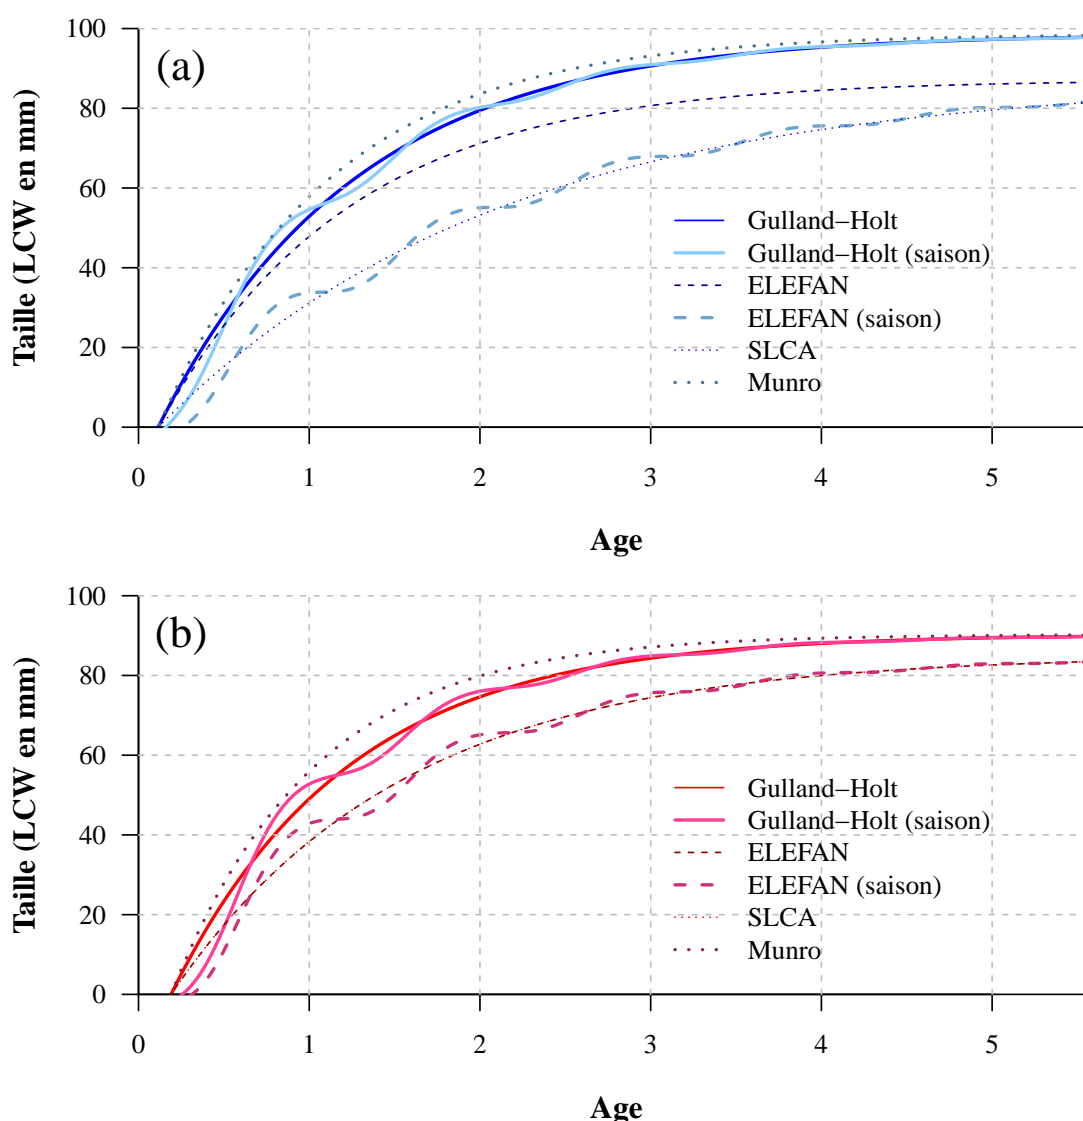 100
80
60
40
20
0
Taille (LCW en mm)
(a)
Gulland−Holt
Gulland−Holt (saison)
ELEFAN
ELEFAN (saison)
SLCA
Munro
0 1 2 3 4 5
Age
100
80
60
40
20
0
Taille (LCW en mm)
(b)
Gulland−Holt
Gulland−Holt (saison)
ELEFAN
ELEFAN (saison)
SLCA
Munro
0 1 2 3 4 5
Age